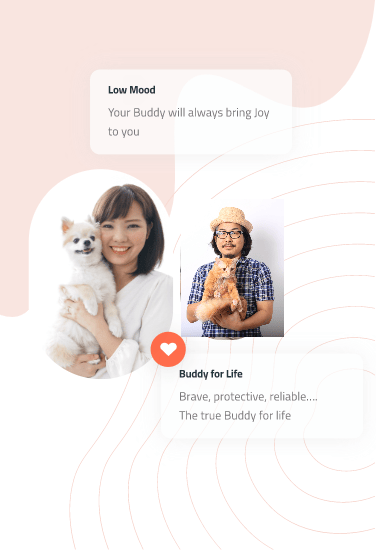 Low Mood
Your Buddy will always bring Joy
to you
Buddy for Life
Brave, protective, reliable....
The true Buddy for life